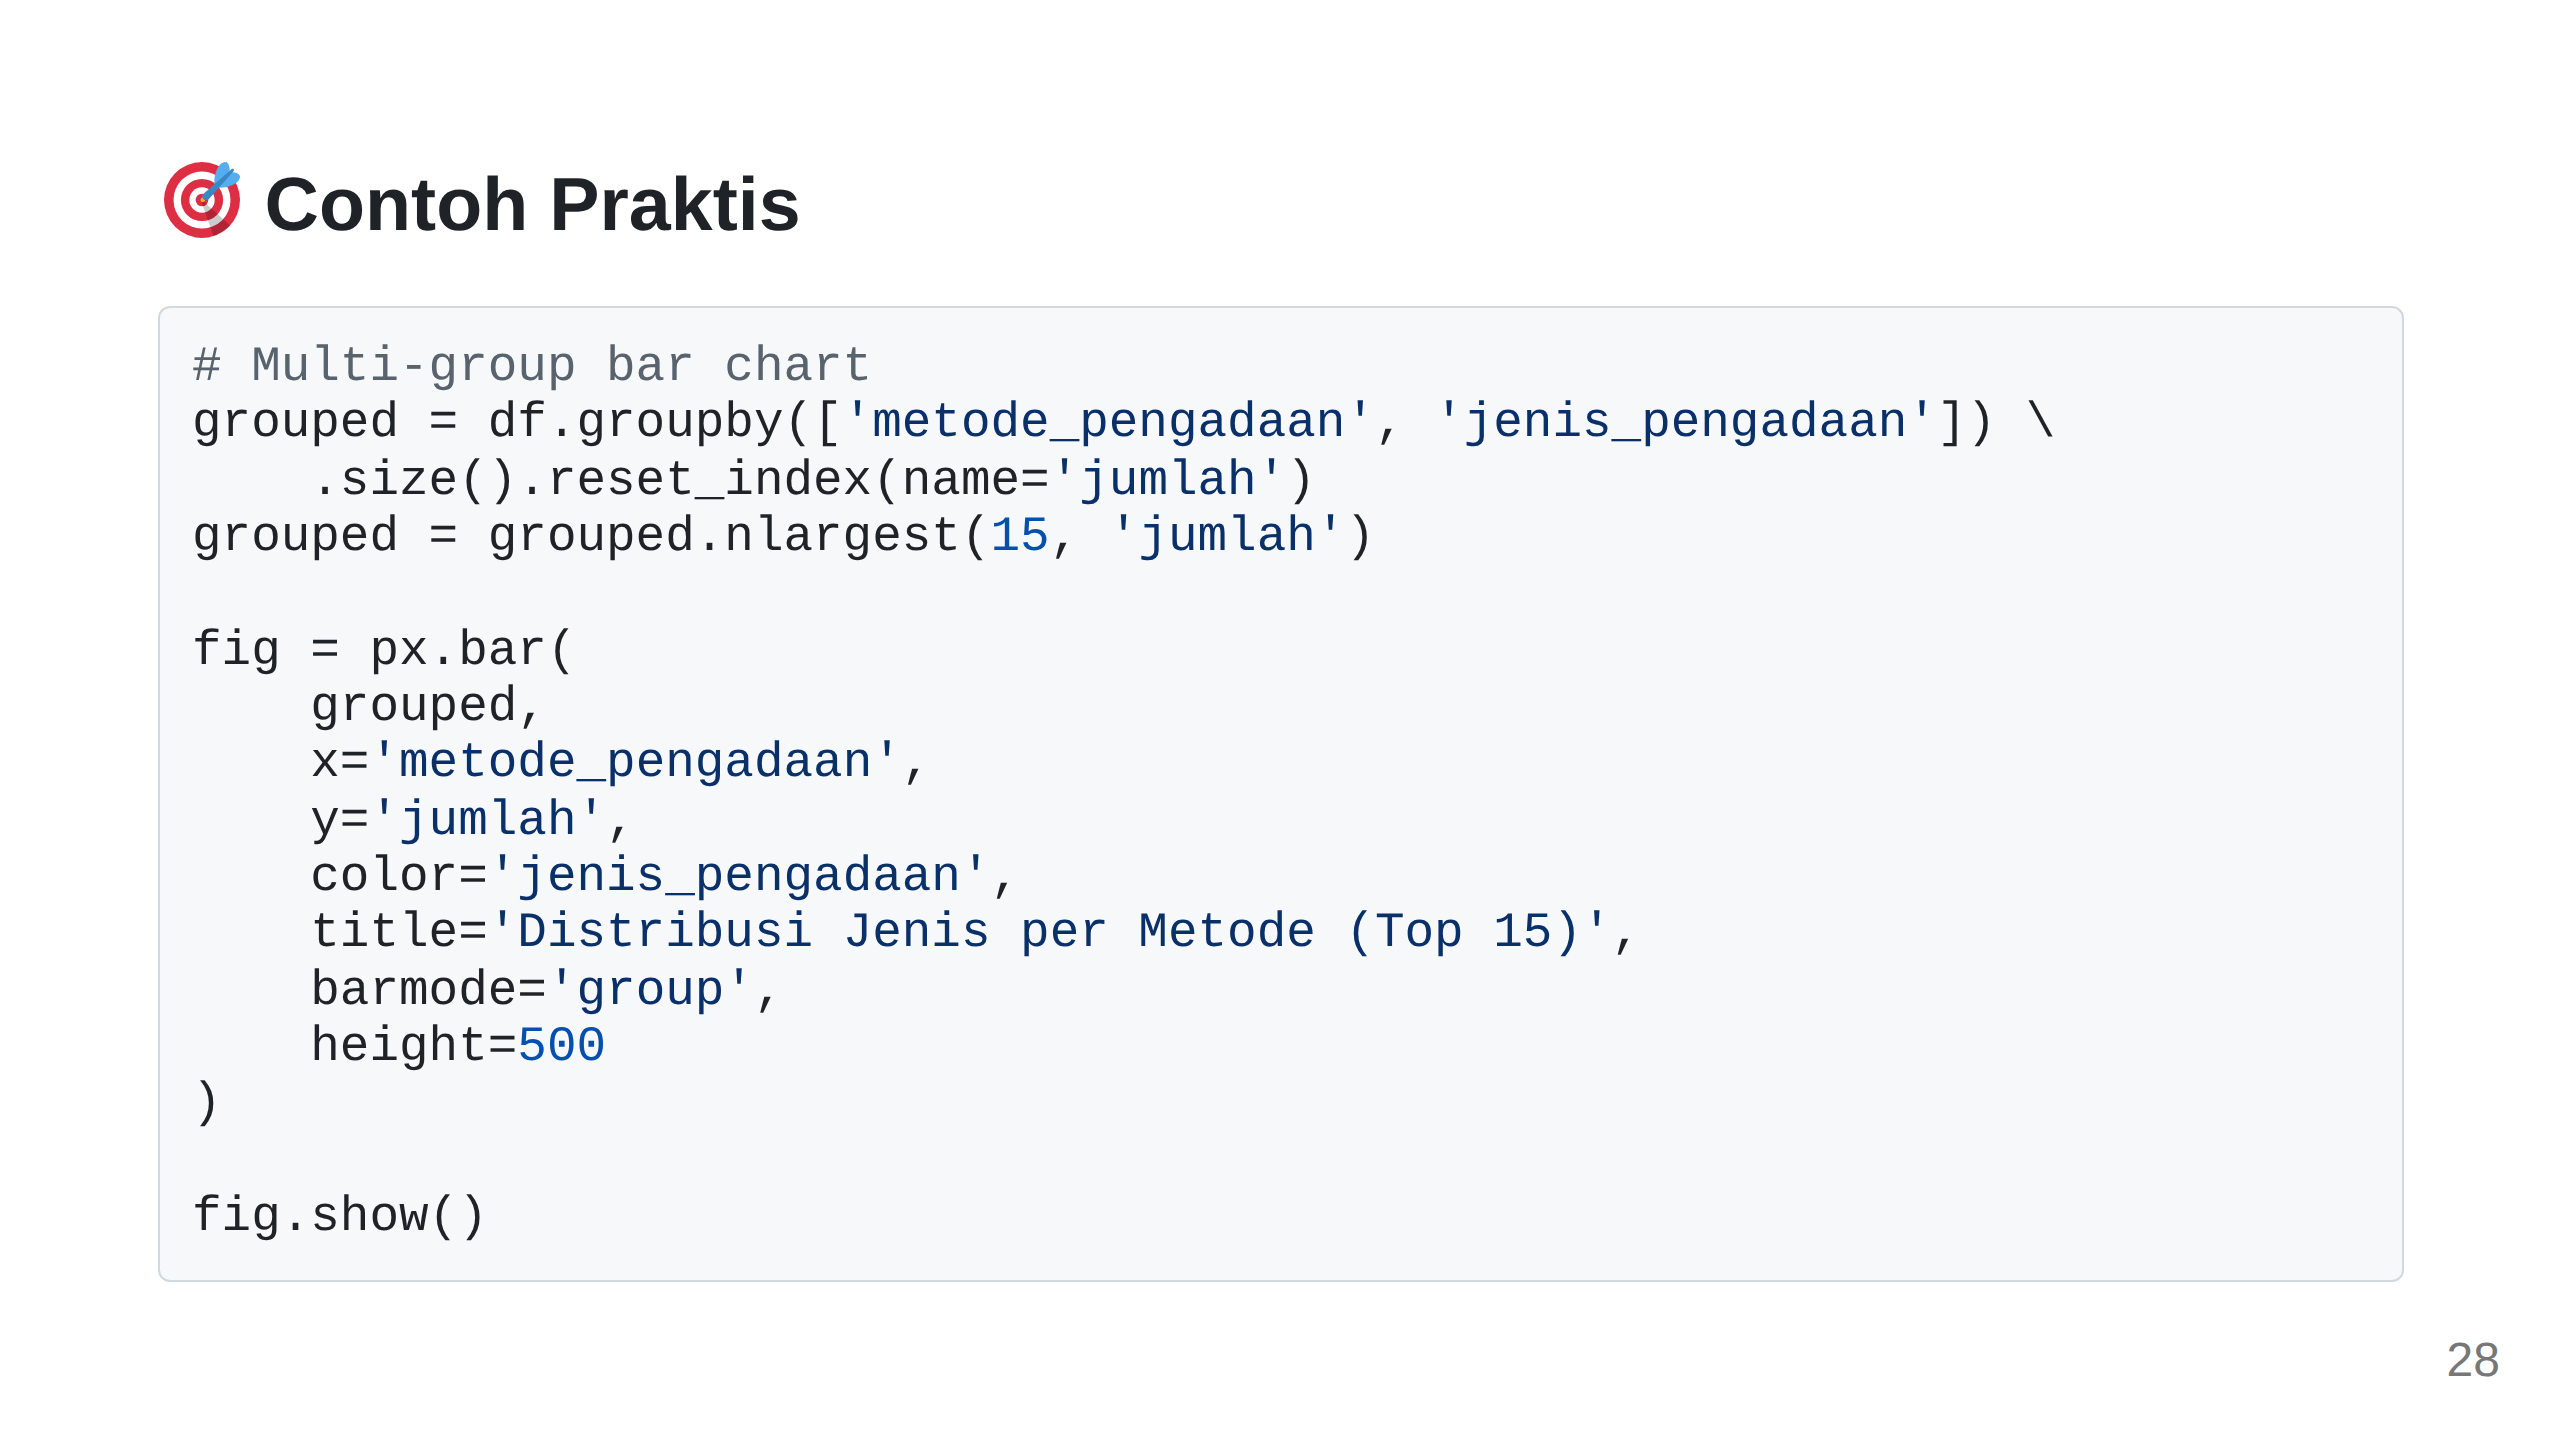 🎯 Contoh Praktis
# Multi-group bar chart
grouped = df.groupby(['metode_pengadaan', 'jenis_pengadaan']) \
    .size().reset_index(name='jumlah')
grouped = grouped.nlargest(15, 'jumlah')

fig = px.bar(
    grouped,
    x='metode_pengadaan',
    y='jumlah',
    color='jenis_pengadaan',
    title='Distribusi Jenis per Metode (Top 15)',
    barmode='group',
    height=500
)

fig.show()
28